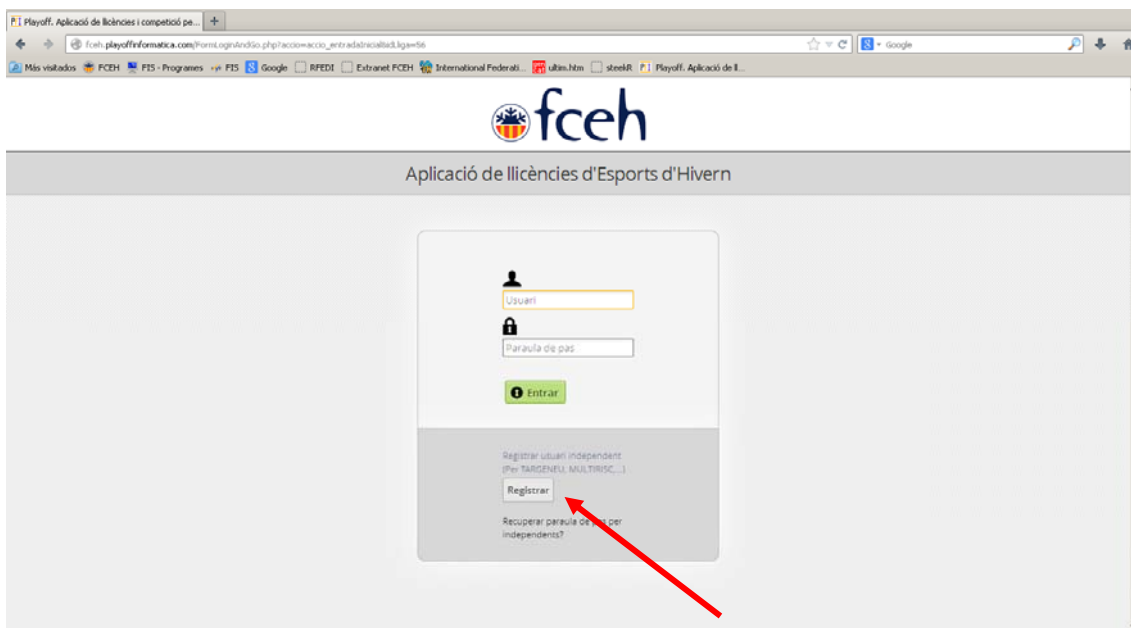 Playoff. Aplicació de llicències i competició pe...
fceh.playoffinformatica.com/FormLoginAndGo.php?accio=accio_entradaInicial&idLliga=56
Google
Más visitados FCEH FIS - Programes FIS Google RFEDI Extranet FCEH International Federati... ultim.htm steekR Playoff. Aplicació de ll...
fceh
Aplicació de llicències d'Esports d'Hivern
Usuari
Paraula de pas
Entrar
Registrar usuari independent
(Per TARGENEU, MULTIRISC,...)
Registrar
Recuperar paraula de pas per
independents?